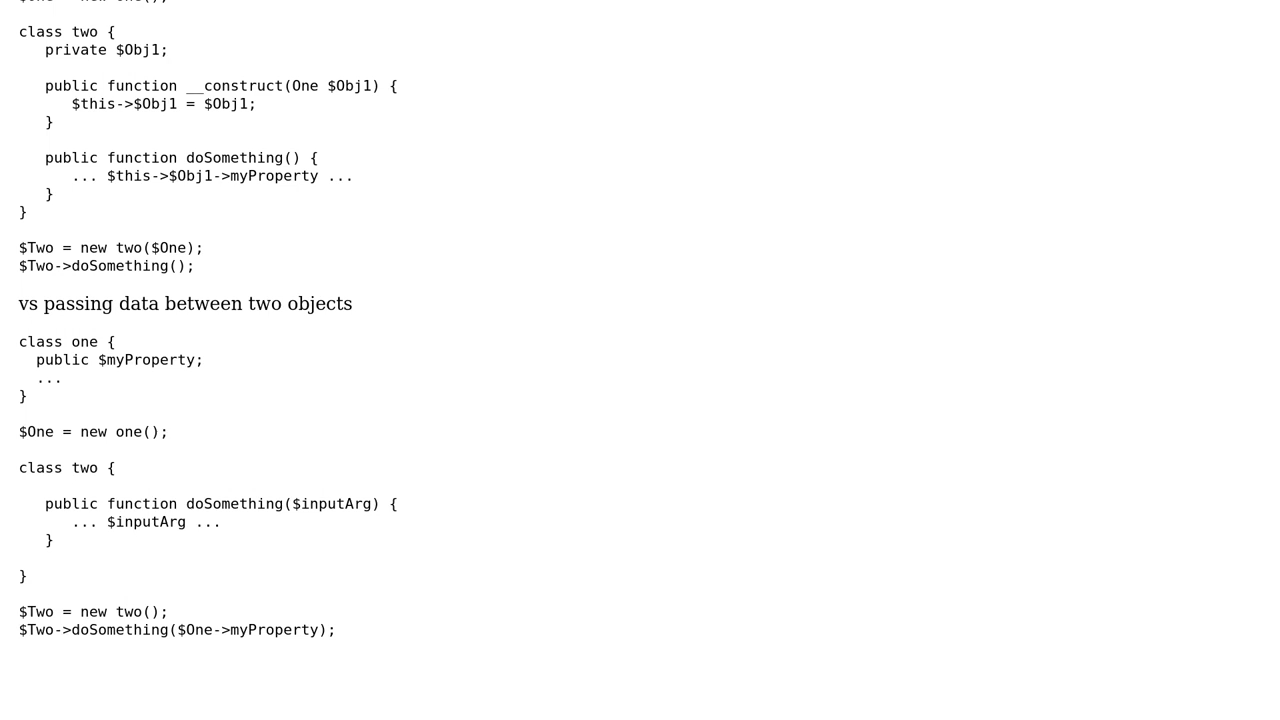 class two {
private $Obj1;
public function __construct(One $Obj1) {
$this->$Obj1 = $Obj1;
}
public function doSomething() {
... $this->$Obj1->myProperty ...
}
}
$Two = new two($One);
$Two->doSomething();
vs passing data between two objects
class one {
public $myProperty;
...
}
$One = new one();
class two {
public function doSomething($inputArg) {
... $inputArg ...
}
}
$Two = new two();
$Two->doSomething($One->myProperty);